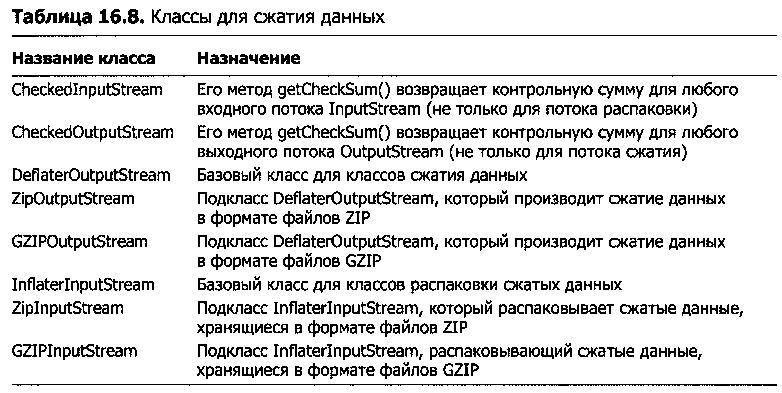 Таблица 16.8. Классы для сжатия данных
Название класса Назначение
CheckedInputStream Его метод getCheckSum() возвращает контрольную сумму для любого
входного потока InputStream (не только для потока распаковки)
CheckedOutputStream Его метод getCheckSum() возвращает контрольную сумму для любого
выходного потока OutputStream (не только для потока сжатия)
DeflaterOutputStream Базовый класс для классов сжатия данных
ZipOutputStream Подкласс DeflaterOutputStream, который производит сжатие данных
в формате файлов ZIP
GZIPOutputStream Подкласс DeflaterOutputStream, который производит сжатие данных
в формате файлов GZIP
InflaterInputStream Базовый класс для классов распаковки сжатых данных
ZipInputStream Подкласс InflaterInputStream, который распаковывает сжатые данные,
хранящиеся в формате файлов ZIP
GZIPInputStream Подкласс InflaterInputStream, распаковывающий сжатые данные,
хранящиеся в формате файлов GZIP